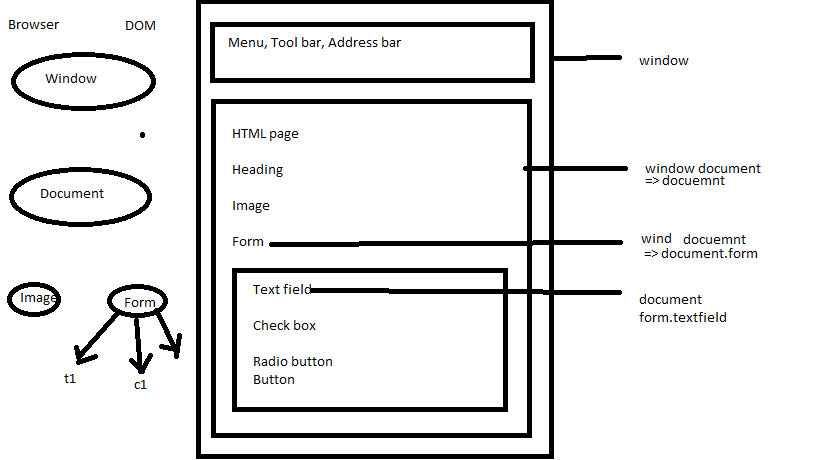 Browser
DOM
Window
Document
Image
Form
t1
c1
Menu, Tool bar, Address bar
HTML page
Heading
Image
Form
Text field
Check box
Radio button
Button
window
window document
=> docuemnt
wind docuemnt
=> document.form
document
form.textfield